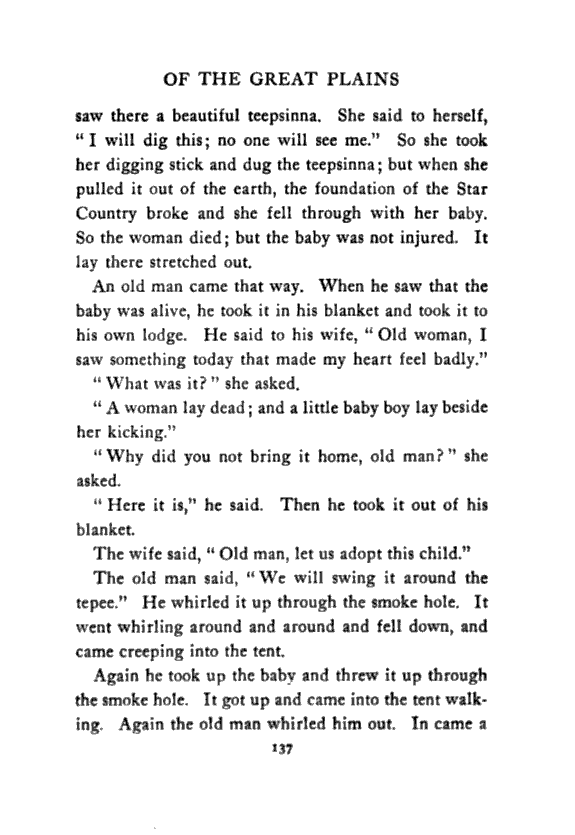 OF THE GREAT PLAINS
saw there a beautiful teepsinna. She said to herself,
“ I will dig this; no one will see me.” So she took
her digging stick and dug the teepsinna; but when she
pulled it out of the earth, the foundation of the Star
Country broke and she fell through with her baby.
So the woman died; but the baby was not injured. It
lay there stretched out.
An old man came that way. When he saw that the
baby was alive, he took it in his blanket and took it to
his own lodge. He said to his wife, “ Old woman, I
saw something today that made my heart feel badly.”
“ What was it? ” she asked.
“ A woman lay dead; and a little baby boy lay beside
her kicking.”
“ Why did you not bring it home, old man? ” she
asked.
“ Here it is,” he said. Then he took it out of his
blanket.
The wife said, “ Old man, let us adopt this child.”
The old man said, “ We will swing it around the
tepee.” He whirled it up through the smoke hole. It
went whirling around and around and fell down, and
came creeping into the tent.
Again he took up the baby and threw it up through
the smoke hole. It got up and came into the tent walk-
ing. Again the old man whirled him out. In came a
137